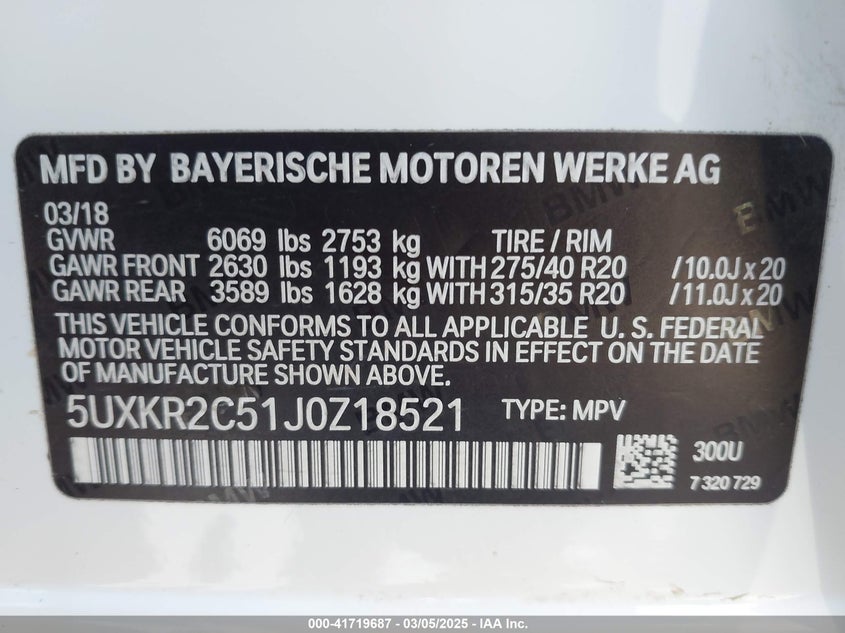 MFD BY BAYERISCHE MOTOREN WERKE AG
03/18
GVWR 6069 lbs 2753 kg TIRE / RIM
GAWR FRONT 2630 lbs 1193 kg WITH 275/40 R20 /10.0J x 20
GAWR REAR 3589 lbs 1628 kg WITH 315/35 R20 /11.0J x 20
THIS VEHICLE CONFORMS TO ALL APPLICABLE U. S. FEDERAL
MOTOR VEHICLE SAFETY STANDARDS IN EFFECT ON THE DATE
OF MANUFACTURE SHOWN ABOVE.
5UXKR2C51J0Z18521 TYPE: MPV
300U
7 320 729
000-41719687 — 03/05/2025 — IAA Inc.